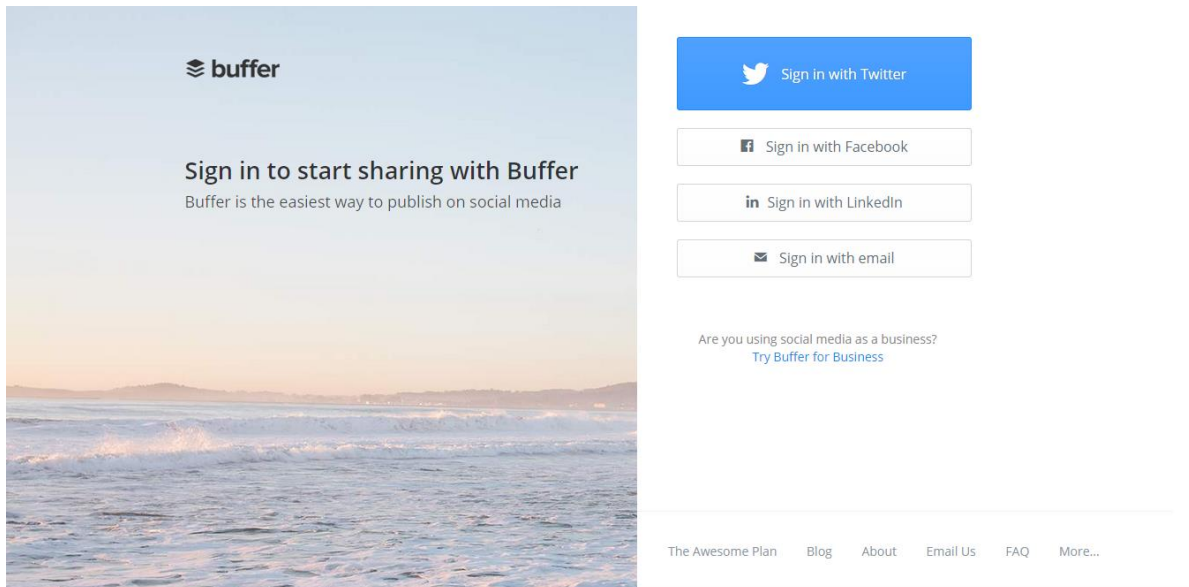 buffer
Sign in to start sharing with Buffer
Buffer is the easiest way to publish on social media
Sign in with Twitter
Sign in with Facebook
in Sign in with LinkedIn
Sign in with email
Are you using social media as a business?
Try Buffer for Business
The Awesome Plan Blog About Email Us FAQ More...